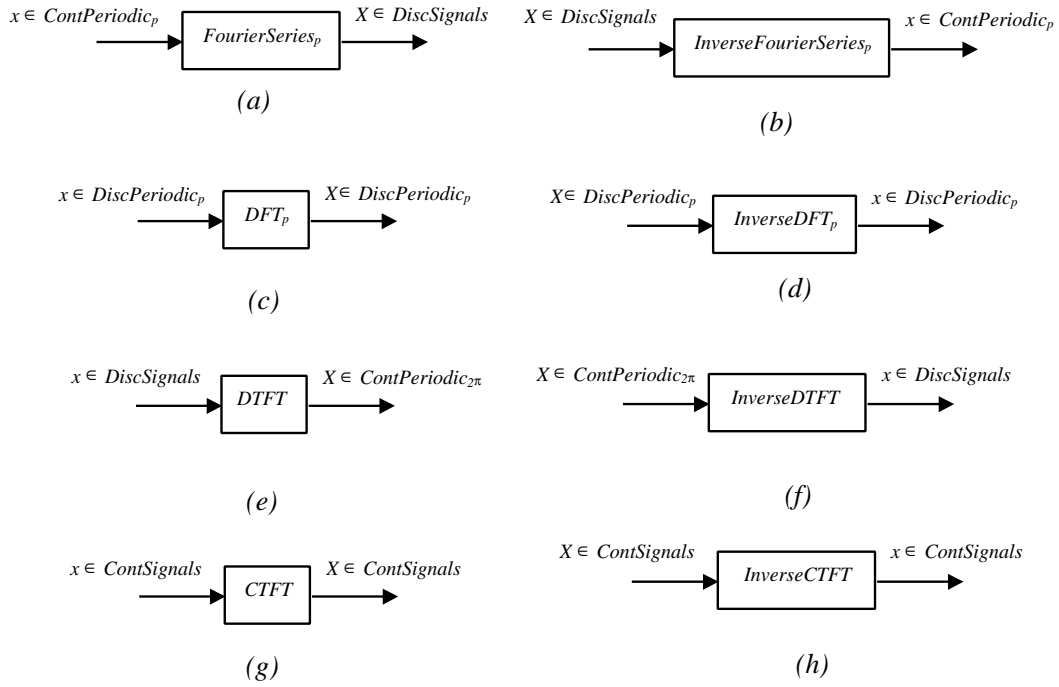 x ∈ ContPeriodicₚ FourierSeriesₚ X ∈ DiscSignals
(a)
X ∈ DiscSignals InverseFourierSeriesₚ x ∈ ContPeriodicₚ
(b)
x ∈ DiscPeriodicₚ DFTₚ X ∈ DiscPeriodicₚ
(c)
X ∈ DiscPeriodicₚ InverseDFTₚ x ∈ DiscPeriodicₚ
(d)
x ∈ DiscSignals DTFT X ∈ ContPeriodic2π
(e)
X ∈ ContPeriodic2π InverseDTFT x ∈ DiscSignals
(f)
x ∈ ContSignals CTFT X ∈ ContSignals
(g)
X ∈ ContSignals InverseCTFT x ∈ ContSignals
(h)